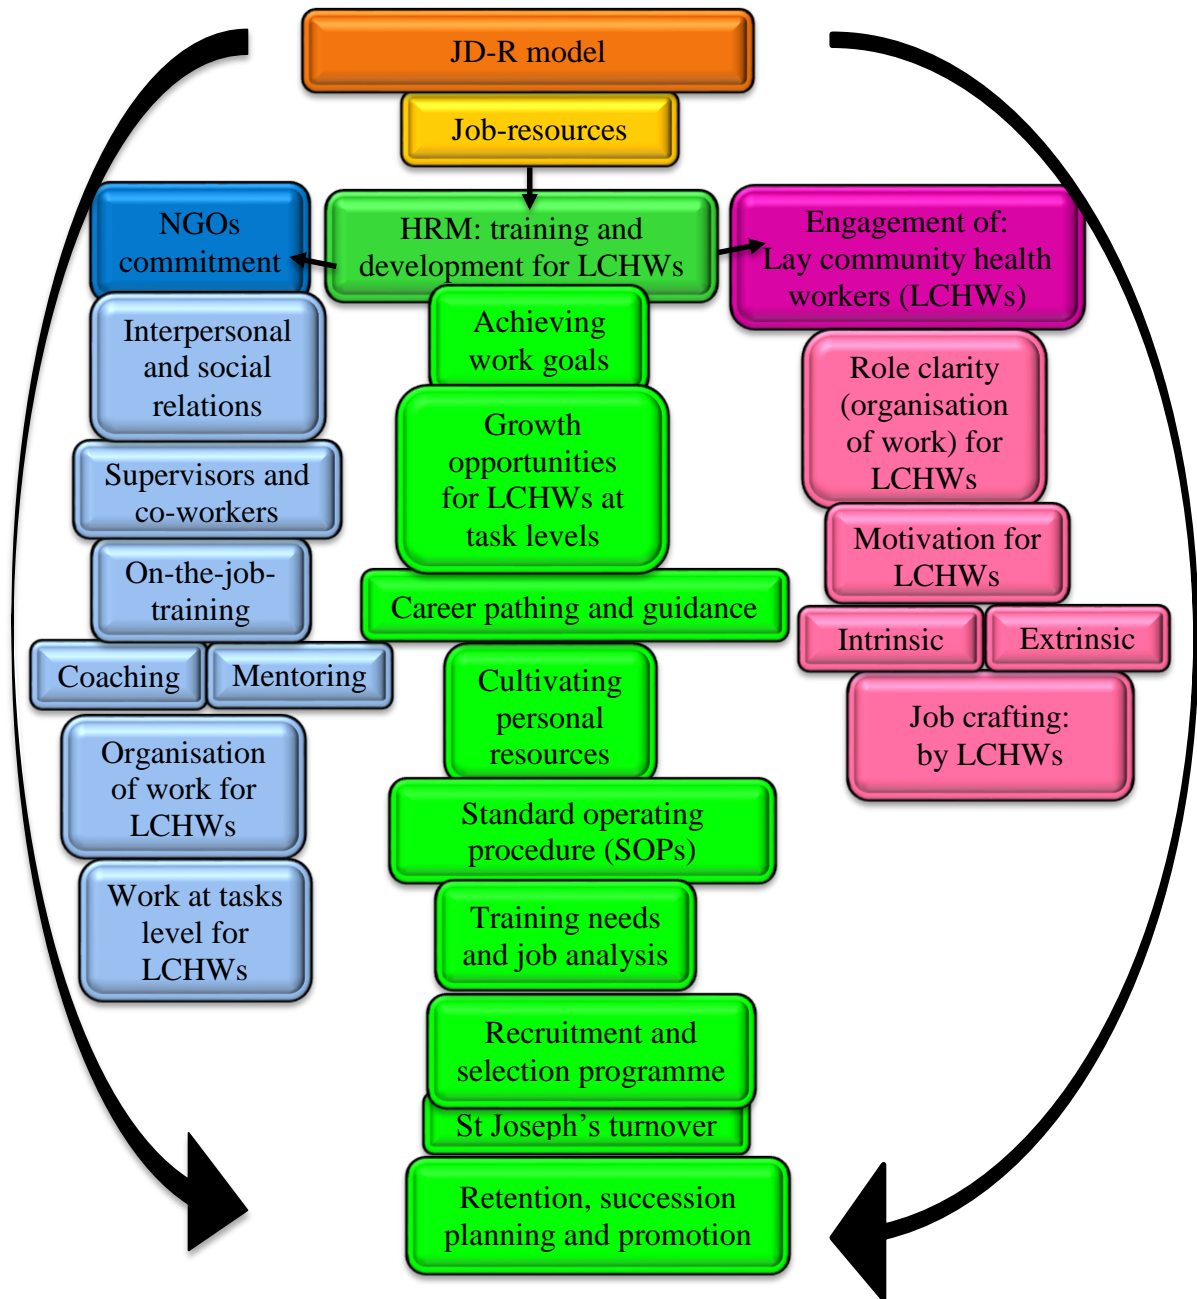 JD-R model
Job-resources
NGOs
commitment
HRM: training and
development for LCHWs
Engagement of:
Lay community health
workers (LCHWs)
Interpersonal
and social
relations
Supervisors and
co-workers
On-the-job-
training
Coaching
Mentoring
Organisation
of work for
LCHWs
Work at tasks
level for
LCHWs
Achieving
work goals
Growth
opportunities
for LCHWs at
task levels
Career pathing and guidance
Cultivating
personal
resources
Standard operating
procedure (SOPs)
Training needs
and job analysis
Recruitment and
selection programme
St Joseph’s turnover
Retention, succession
planning and promotion
Role clarity
(organisation
of work) for
LCHWs
Motivation for
LCHWs
Intrinsic
Extrinsic
Job crafting:
by LCHWs